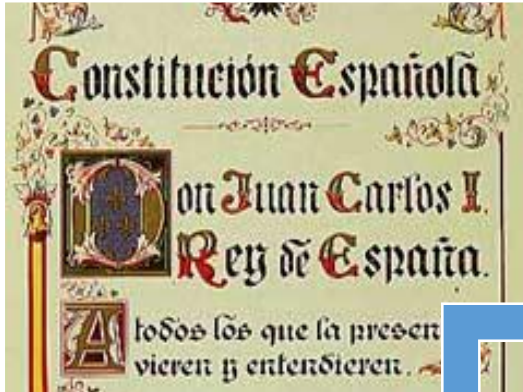 Constitución Española
Don Juan Carlos I.
Rey de España.
A todos los que la presen
vieren y entendieren.